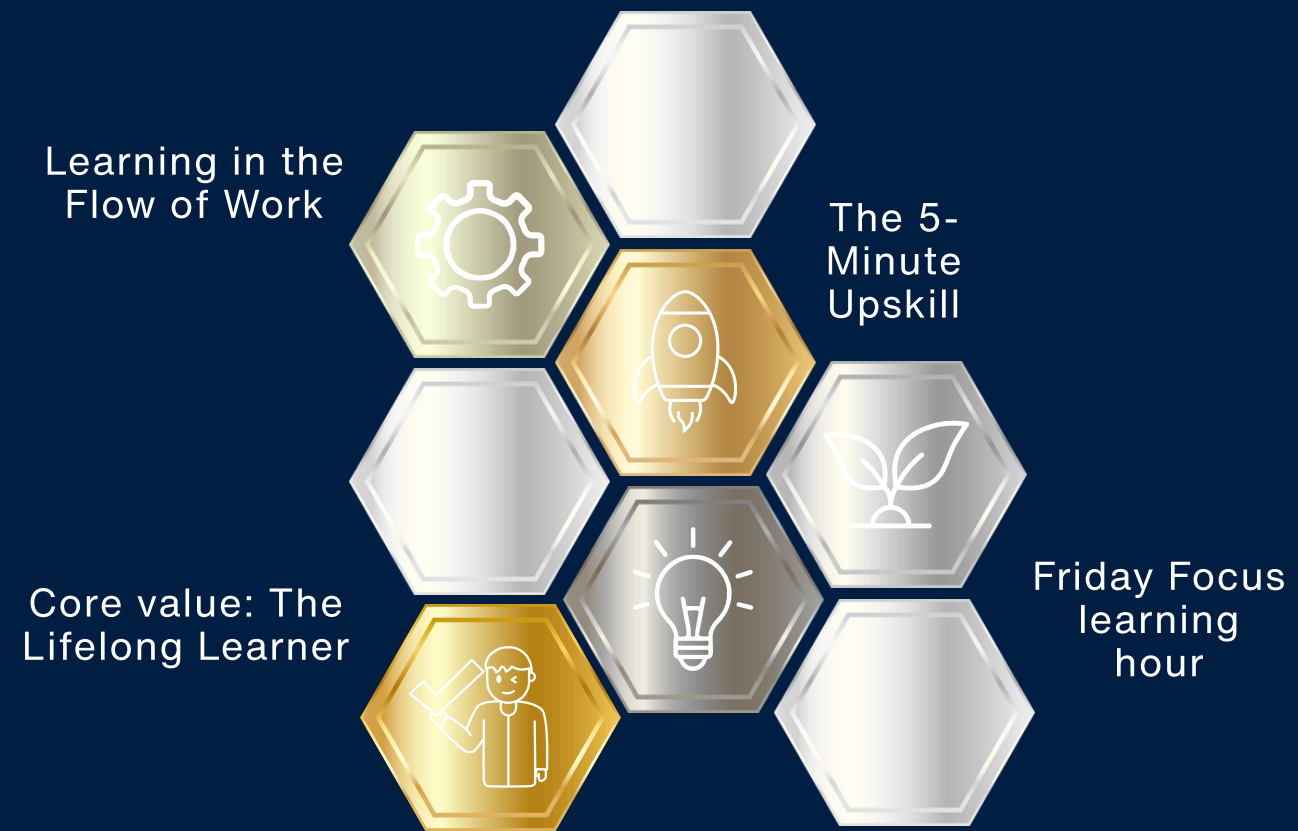 Learning in the
Flow of Work
The 5-
Minute
Upskill
Core value: The
Lifelong Learner
Friday Focus
learning
hour